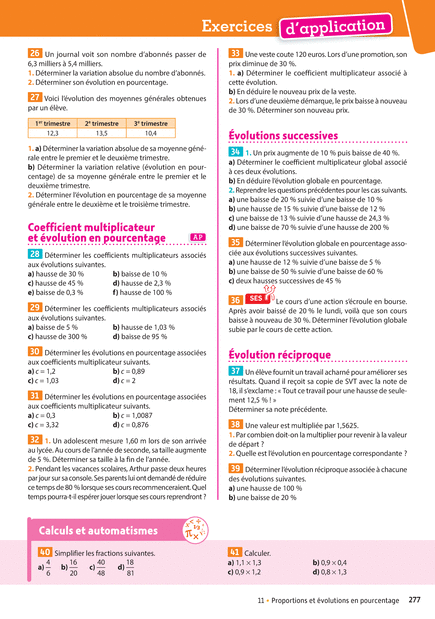 Exercices d'application
26 Un journal voit son nombre d'abonnés passer de
6,3 milliers à 5,4 milliers.
1. Déterminer la variation absolue du nombre d'abonnés.
2. Déterminer son évolution en pourcentage.
27 Voici l'évolution des moyennes générales obtenues
par un élève.
1er trimestre 2e trimestre 3e trimestre
12,3 13,5 10,4
1. a) Déterminer la variation absolue de sa moyenne géné-
rale entre le premier et le deuxième trimestre.
b) Déterminer la variation relative (évolution en pour-
centage) de sa moyenne générale entre le premier et le
deuxième trimestre.
2. Déterminer l'évolution en pourcentage de sa moyenne
générale entre le deuxième et le troisième trimestre.
Coefficient multiplicateur
et évolution en pourcentage AP
28 Déterminer les coefficients multiplicateurs associés
aux évolutions suivantes.
a) hausse de 30 % b) baisse de 10 %
c) hausse de 45 % d) hausse de 2,3 %
e) baisse de 0,3 % f) hausse de 100 %
29 Déterminer les coefficients multiplicateurs associés
aux évolutions suivantes.
a) baisse de 5 % b) hausse de 1,03 %
c) hausse de 300 % d) baisse de 95 %
30 Déterminer les évolutions en pourcentage associées
aux coefficients multiplicateurs suivants.
a) c = 1,2 b) c = 0,89
c) c = 1,03 d) c = 2
31 Déterminer les évolutions en pourcentage associées
aux coefficients multiplicateurs suivants.
a) c = 0,3 b) c = 1,0087
c) c = 3,32 d) c = 0,876
32 1. Un adolescent mesure 1,60 m lors de son arrivée
au lycée. Au cours de l'année de seconde, sa taille augmente
de 5 %. Déterminer sa taille à la fin de l'année.
2. Pendant les vacances scolaires, Arthur passe deux heures
par jour sur sa console. Ses parents lui ont demandé de réduire
ce temps de 80 % lorsque ses cours recommenceraient. Quel
temps pourra-t-il espérer jouer lorsque ses cours reprendront ?
33 Une veste coute 120 euros. Lors d'une promotion, son
prix diminue de 30 %.
1. a) Déterminer le coefficient multiplicateur associé à
cette évolution.
b) En déduire le nouveau prix de la veste.
2. Lors d'une deuxième démarque, le prix baisse à nouveau
de 30 %. Déterminer son nouveau prix.
Évolutions successives
34 1. Un prix augmente de 10 % puis baisse de 40 %.
a) Déterminer le coefficient multiplicateur global associé
à ces deux évolutions.
b) En déduire l'évolution globale en pourcentage.
2. Reprendre les questions précédentes pour les cas suivants.
a) une baisse de 20 % suivie d'une baisse de 10 %
b) une hausse de 15 % suivie d'une baisse de 12 %
c) une baisse de 13 % suivie d'une hausse de 24,3 %
d) une baisse de 70 % suivie d'une hausse de 200 %
35 Déterminer l'évolution globale en pourcentage asso-
ciée aux évolutions successives suivantes.
a) une hausse de 12 % suivie d'une baisse de 5 %
b) une baisse de 50 % suivie d'une baisse de 60 %
c) deux hausses successives de 45 %
36 SES Le cours d'une action s'écroule en bourse.
Après avoir baissé de 20 % le lundi, voilà que son cours
baisse à nouveau de 30 %. Déterminer l'évolution globale
subie par le cours de cette action.
Évolution réciproque
37 Un élève fournit un travail acharné pour améliorer ses
résultats. Quand il reçoit sa copie de SVT avec la note de
18, il s'exclame : « Tout ce travail pour une hausse de seule-
ment 12,5 % ! »
Déterminer sa note précédente.
38 Une valeur est multipliée par 1,5625.
1. Par combien doit-on la multiplier pour revenir à la valeur
de départ ?
2. Quelle est l'évolution en pourcentage correspondante ?
39 Déterminer l'évolution réciproque associée à chacune
des évolutions suivantes.
a) une hausse de 100 %
b) une baisse de 20 %
Calculs et automatismes
40 Simplifier les fractions suivantes.
a) 4/6 b) 16/20 c) 40/48 d) 18/81
41 Calculer.
a) 1,1 × 1,3 b) 0,9 × 0,4
c) 0,9 × 1,2 d) 0,8 × 1,3
11 • Proportions et évolutions en pourcentage 277